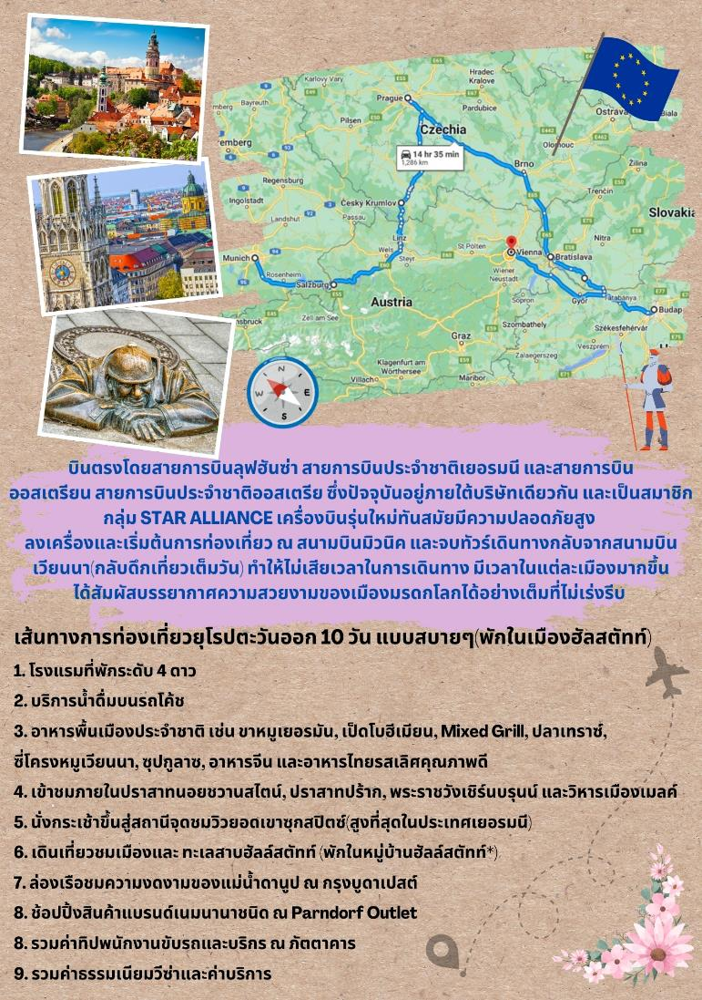 Karlovy Vary
Hradec
Kralove
Prague
Bayreuth
Pardubice
Pilsen
Czechia
Ostrava
Biala
Olomouc
14 hr 35 min
1,286 km
Brno
Žilina
Regensburg
Trenčín
Ingolstadt
Český Krumlov
Passau
Slovakia
Landshut
Linz
Nitra
St Pölten
Wels
Steyr
Vienna
Bratislava
Munich
Rosenheim
Wiener
Neustadt
Salzburg
Sopron
Győr
Tatabánya
Austria
Budap
Zell am See
Szombathely
Székesfehérvár
nsbruck
Graz
Veszprém
Zalaegerszeg
Klagenfurt am
Wörthersee
Villach
Maribor
N
W E
S
บินตรงโดยสายการบินลุฟฮันซ่า สายการบินประจำชาติเยอรมนี และสายการบิน
ออสเตรียน สายการบินประจำชาติออสเตรีย ซึ่งปัจจุบันอยู่ภายใต้บริษัทเดียวกัน และเป็นสมาชิก
กลุ่ม STAR ALLIANCE เครื่องบินรุ่นใหม่ทันสมัยมีความปลอดภัยสูง
ลงเครื่องและเริ่มต้นการท่องเที่ยว ณ สนามบินมิวนิค และจบทัวร์เดินทางกลับจากสนามบิน
เวียนนา(กลับดึกเที่ยวเต็มวัน) ทำให้ไม่เสียเวลาในการเดินทาง มีเวลาในแต่ละเมืองมากขึ้น
ได้สัมผัสบรรยากาศความสวยงามของเมืองมรดกโลกได้อย่างเต็มที่ไม่เร่งรีบ
เส้นทางการท่องเที่ยวยุโรปตะวันออก 10 วัน แบบสบายๆ(พักในเมืองฮัลสตัทท์)
1. โรงแรมที่พักระดับ 4 ดาว
2. บริการน้ำดื่มบนรถโค้ช
3. อาหารพื้นเมืองประจำชาติ เช่น ขาหมูเยอรมัน, เป็ดโบฮีเมียน, Mixed Grill, ปลาเทราซ์,
ซี่โครงหมูเวียนนา, ซุปกูลาซ, อาหารจีน และอาหารไทยรสเลิศคุณภาพดี
4. เข้าชมภายในปราสาทนอยชวานสไตน์, ปราสาทปร้าก, พระราชวังเชิร์นบรุนน์ และวิหารเมืองเมลค์
5. นั่งกระเช้าขึ้นสู่สถานีจุดชมวิวยอดเขาซุกสปิตซ์(สูงที่สุดในประเทศเยอรมนี)
6. เดินเที่ยวชมเมืองและ ทะเลสาบฮัลล์สตัทท์ (พักในหมู่บ้านฮัลล์สตัทท์*)
7. ล่องเรือชมความงดงามของแม่น้ำดานูป ณ กรุงบูดาเปสต์
8. ช้อปปิ้งสินค้าแบรนด์เนมนานาชนิด ณ Parndorf Outlet
8. รวมค่าทิปพนักงานขับรถและบริกร ณ ภัตตาคาร
9. รวมค่าธรรมเนียมวีซ่าและค่าบริการ